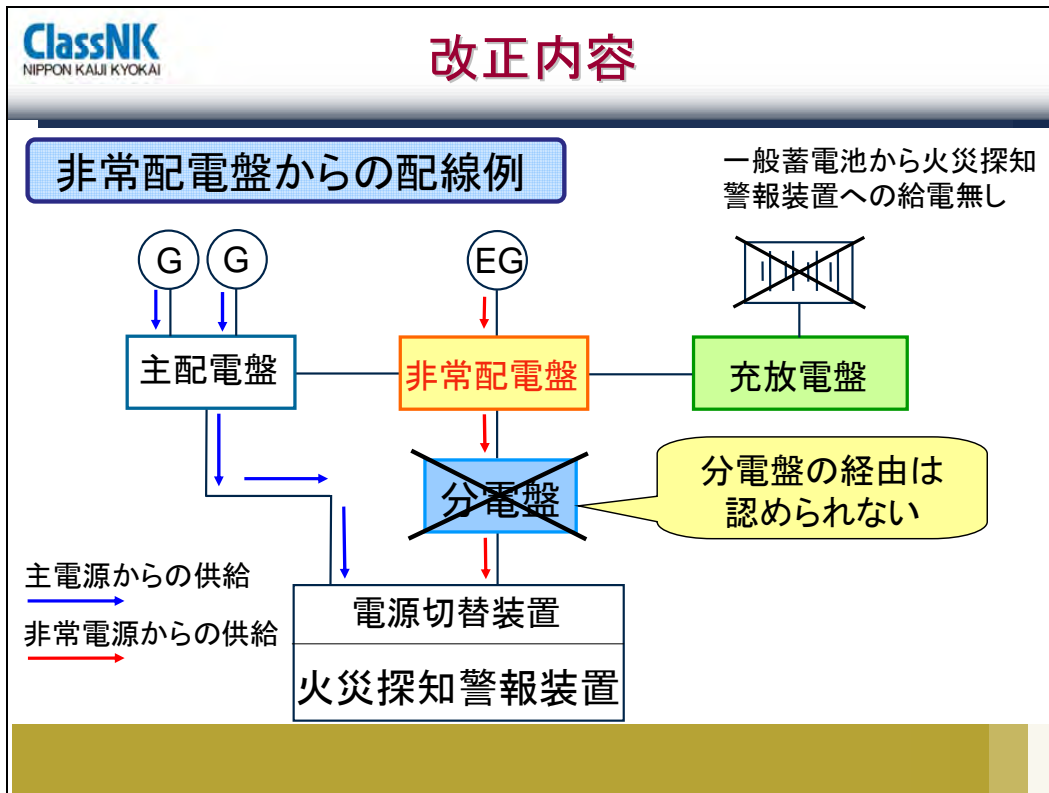 ClassNK
NIPPON KAIJI KYOKAI
改正内容
非常配電盤からの配線例
一般蓄電池から火災探知
警報装置への給電無し
G
G
EG
主配電盤
非常配電盤
充放電盤
分電盤
分電盤の経由は
認められない
主電源からの供給
非常電源からの供給
電源切替装置
火災探知警報装置